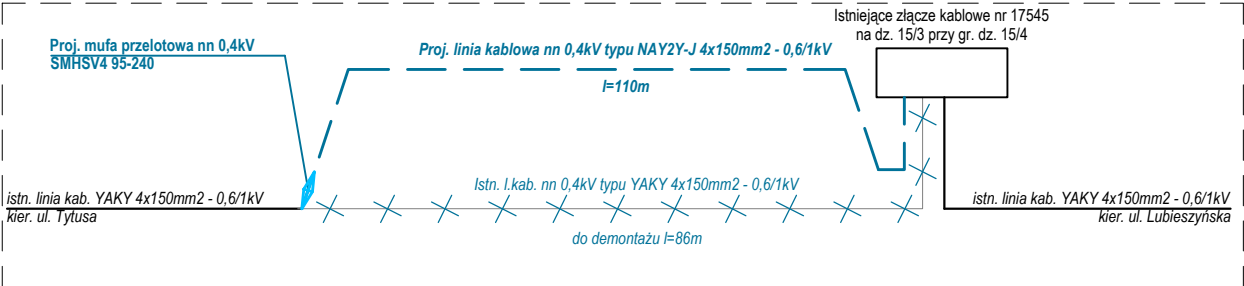 Istniejące złącze kablowe nr 17545
na dz. 15/3 przy gr. dz. 15/4
Proj. mufa przelotowa nn 0,4kV
SMHSV4 95-240
Proj. linia kablowa nn 0,4kV typu NAY2Y-J 4x150mm2 - 0,6/1kV
l=110m
istn. linia kab. YAKY 4x150mm2 - 0,6/1kV
kier. ul. Tytusa
Istn. l.kab. nn 0,4kV typu YAKY 4x150mm2 - 0,6/1kV
do demontażu l=86m
istn. linia kab. YAKY 4x150mm2 - 0,6/1kV
kier. ul. Lubieszyńska